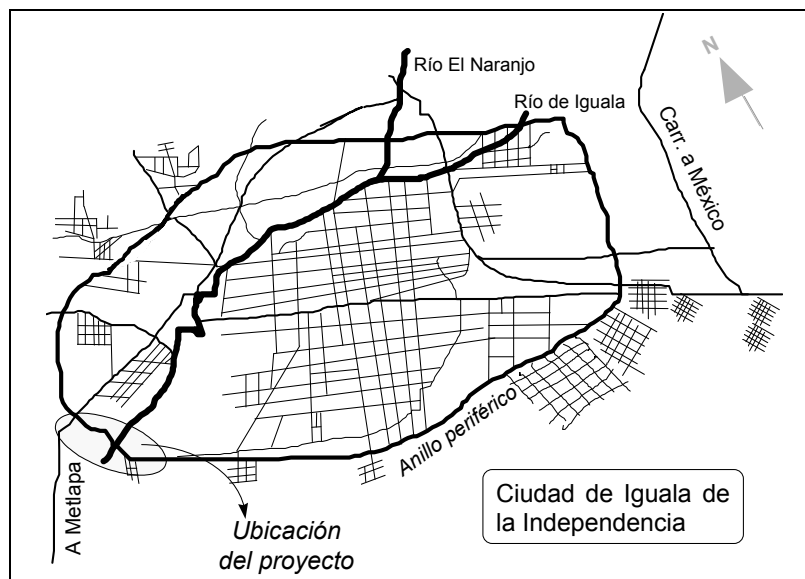 N
Río El Naranjo
Río de Iguala
Carr. a México
Anillo periférico
A Metlapa
Ubicación
del proyecto
Ciudad de Iguala de
la Independencia